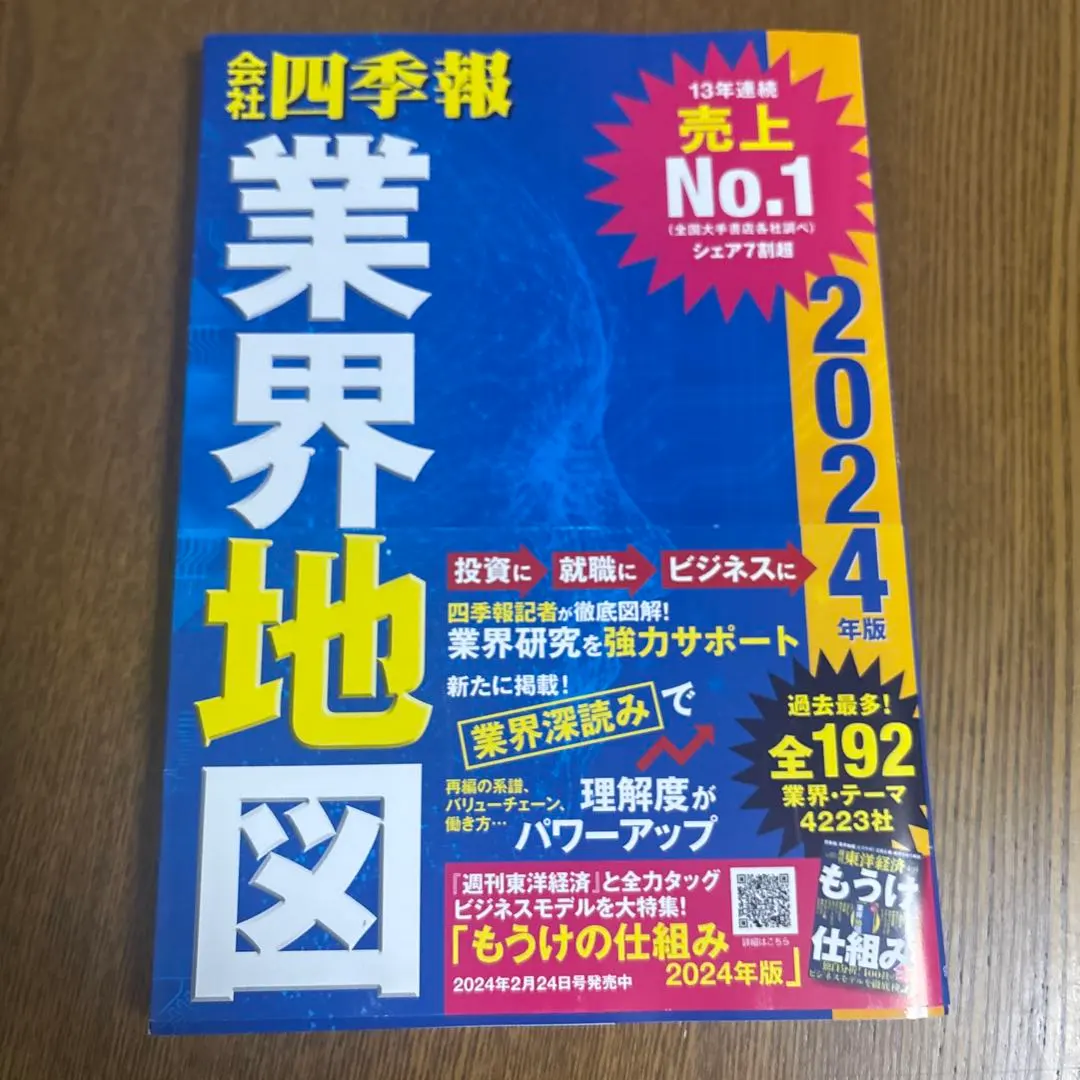 会社四季報
業界地図
13年連続
売上
No.1
(全国大手書店各社調べ)
シェア7割超
2024
年版
投資に 就職に ビジネスに
四季報記者が徹底図解!
業界研究を強力サポート
新たに掲載!
業界深読みで
再編の系譜、
バリューチェーン、
働き方…
理解度が
パワーアップ
過去最多!
全192
業界・テーマ
4223社
『週刊東洋経済』と全力タッグ
ビジネスモデルを大特集!
「もうけの仕組み
2024年版」
2024年2月24日号発売中
詳細はこちら
東洋経済
もうけ
仕組み